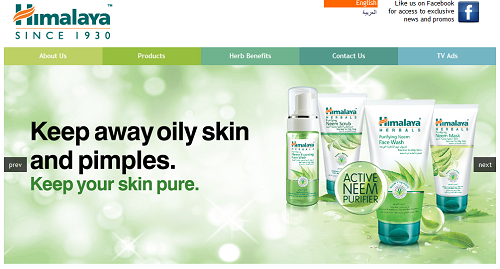 Himalaya™
SINCE 1930
English
العربية
Like us on Facebook
for access to exclusive
news and promos
f
About Us
Products
Herb Benefits
Contact Us
TV Ads
Keep away oily skin
and pimples.
Keep your skin pure.
prev
next
Himalaya
HERBALS
Himalaya
HERBALS
Neem Scrub
Himalaya
HERBALS
Purifying Neem
Face Wash
Himalaya
HERBALS
Neem Mask
ACTIVE
NEEM
PURIFIER